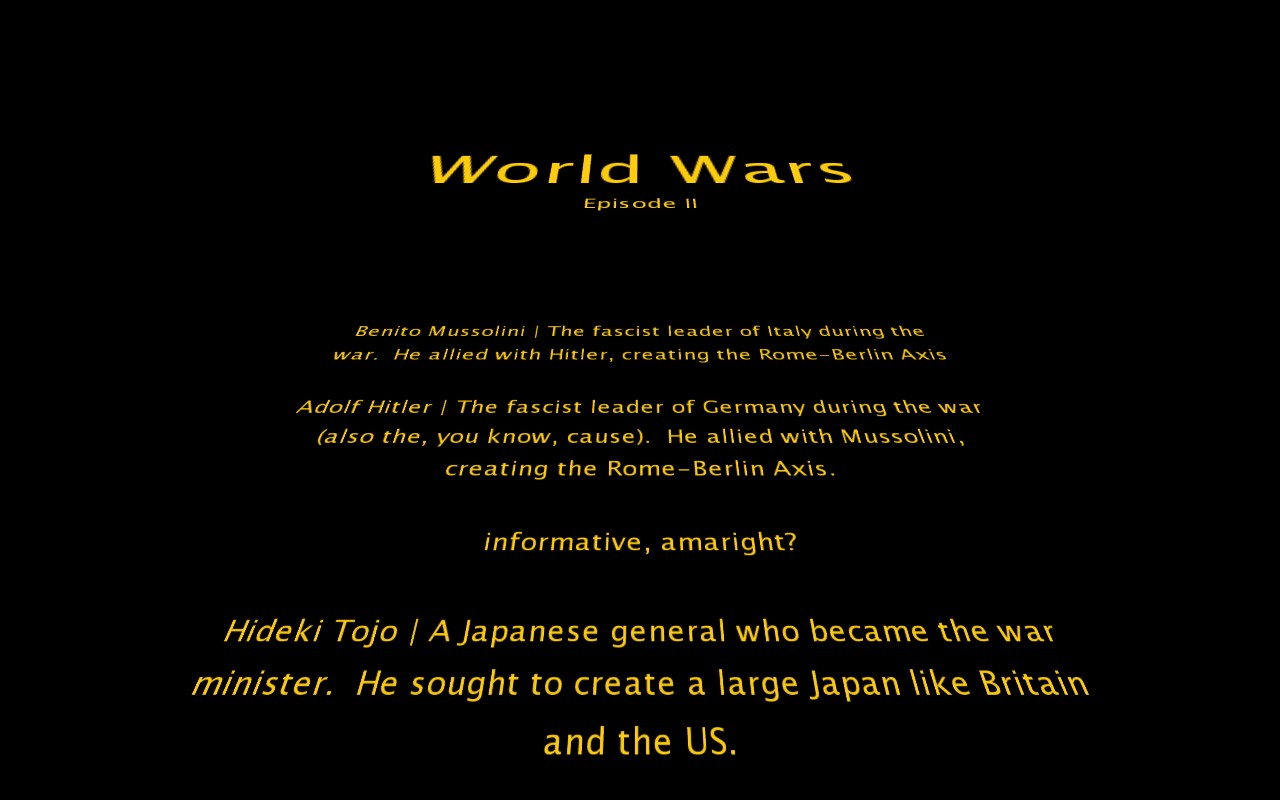 World Wars
Episode II
Benito Mussolini | The fascist leader of Italy during the
war.  He allied with Hitler, creating the Rome-Berlin Axis
Adolf Hitler | The fascist leader of Germany during the war
(also the, you know, cause).  He allied with Mussolini,
creating the Rome-Berlin Axis.
informative, amaright?
Hideki Tojo | A Japanese general who became the war
minister.  He sought to create a large Japan like Britain
and the US.